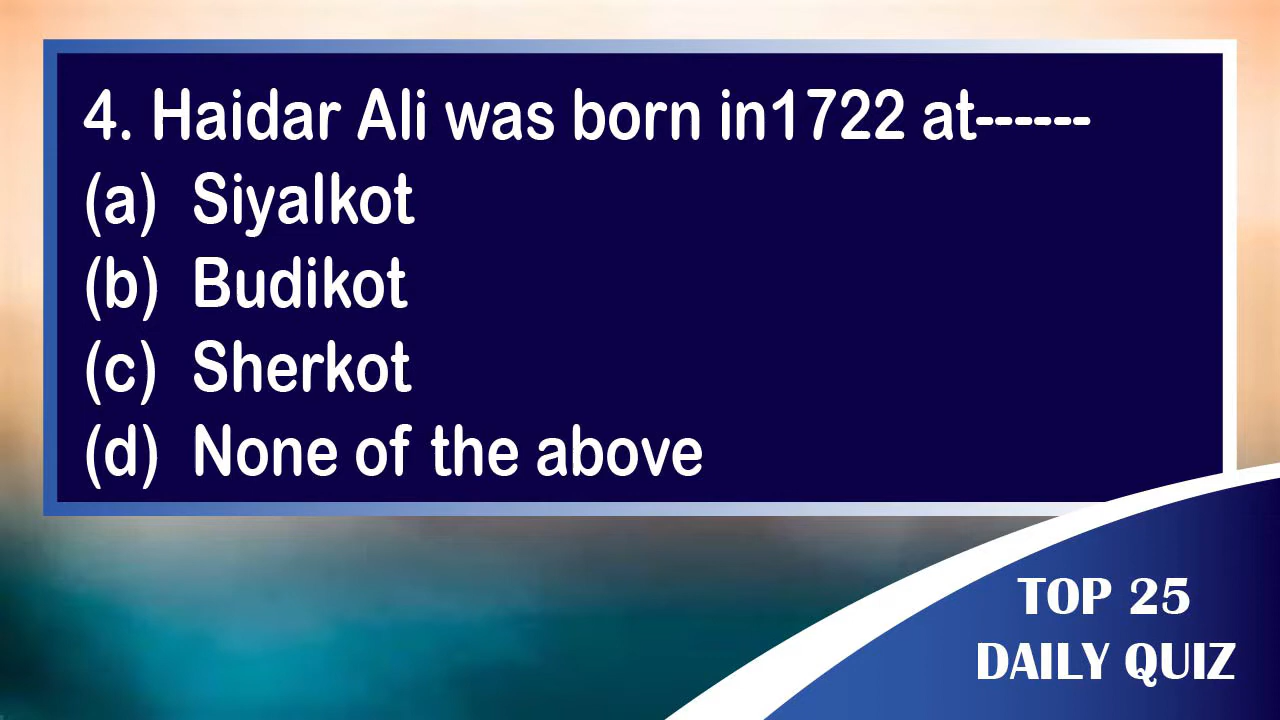 4. Haidar Ali was born in1722 at------
(a) Siyalkot
(b) Budikot
(c) Sherkot
(d) None of the above
TOP 25
DAILY QUIZ